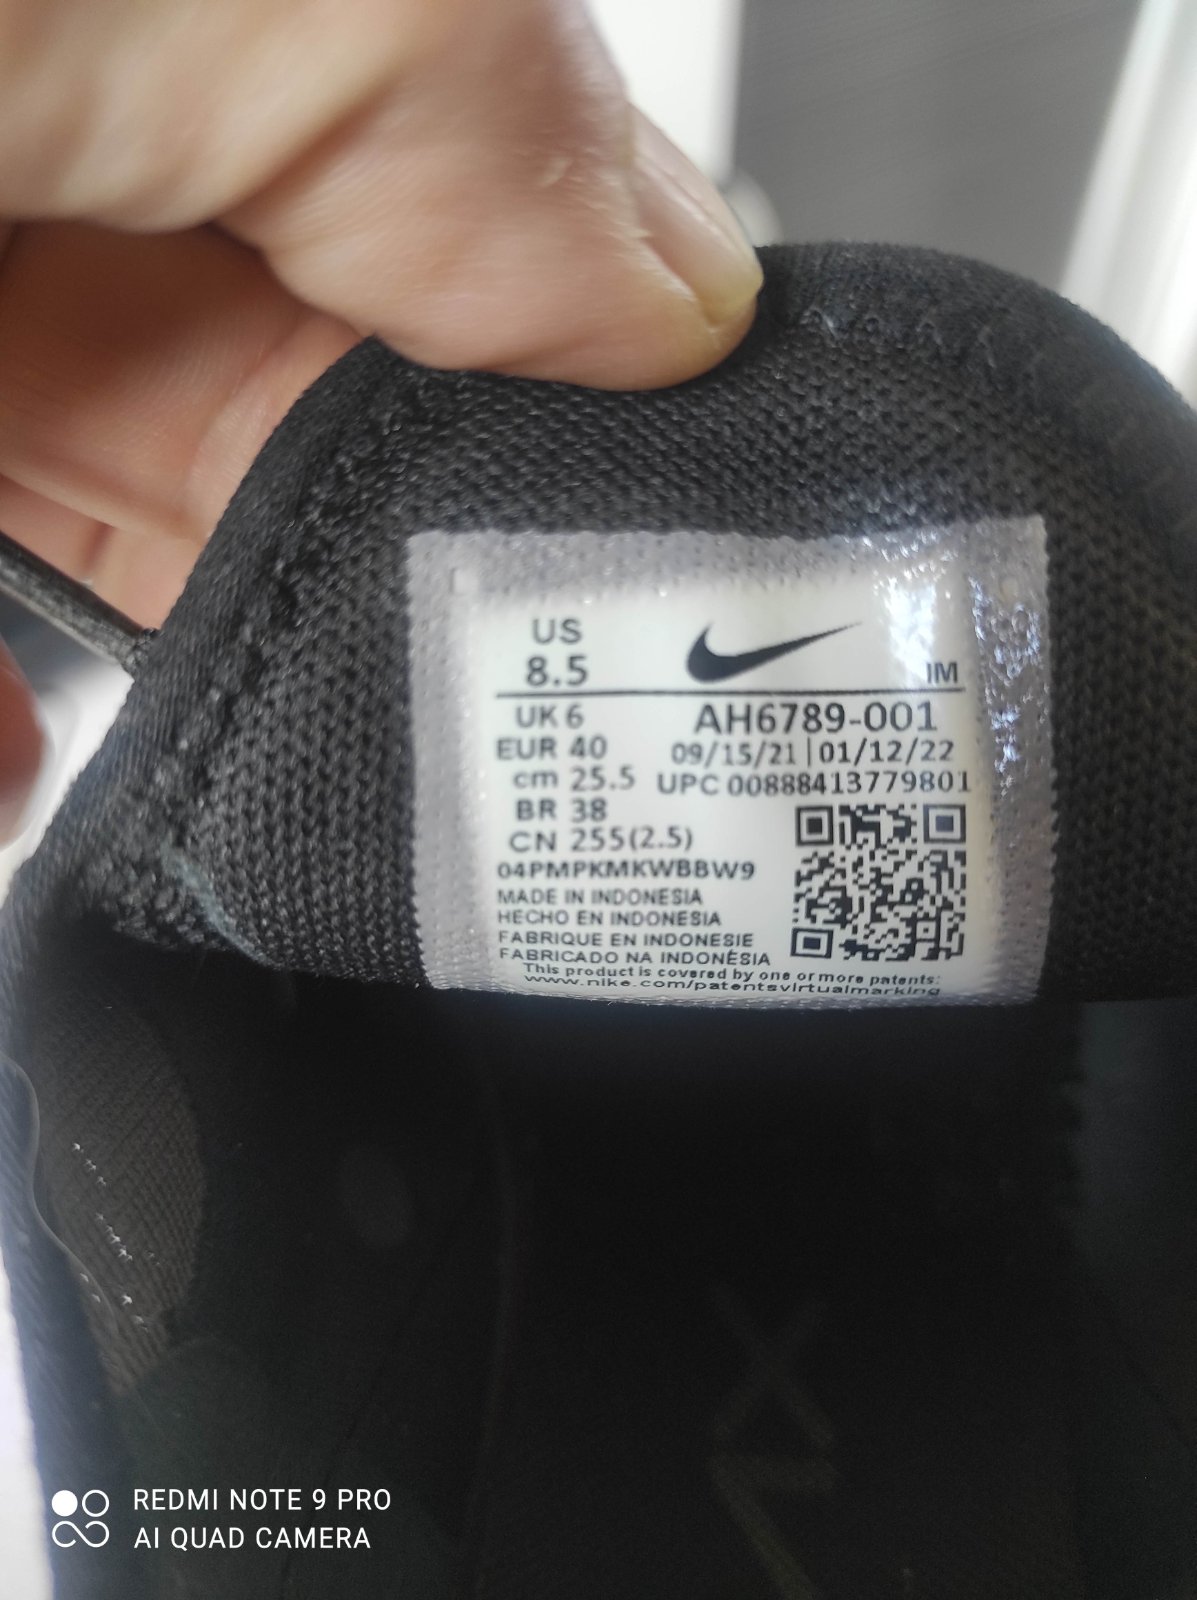 US
8.5
IM
UK 6
EUR 40
cm 25.5
BR 38
CN 255(2.5)
AH6789-001
09/15/21|01/12/22
UPC 00888413779801
04PMPKMKWBBW9
MADE IN INDONESIA
HECHO EN INDONESIA
FABRIQUE EN INDONESIE
FABRICADO NA INDONÉSIA
This product is covered by one or more patents:
www.nike.com/patentsvirtualmarking
REDMI NOTE 9 PRO
AI QUAD CAMERA